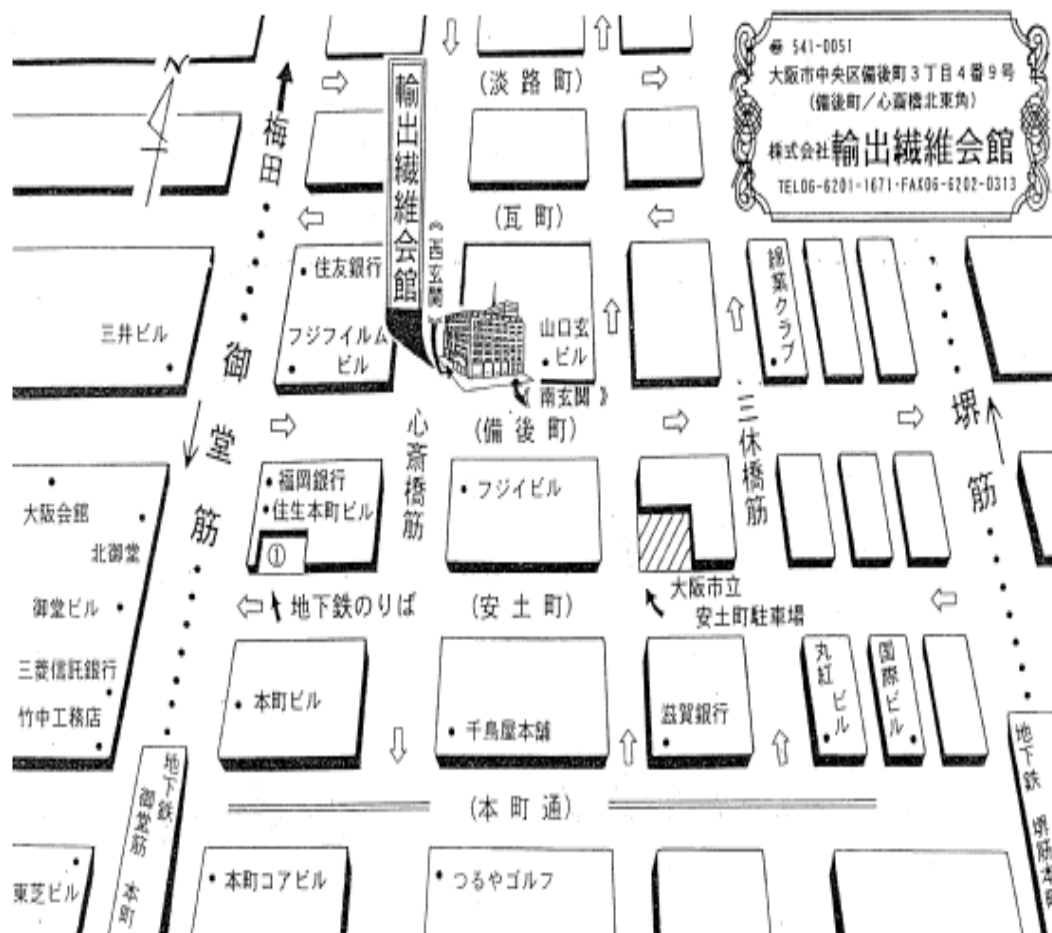 〒 541-0051
大阪市中央区備後町3丁目4番9号
(備後町/心斎橋北東角)
株式会社輸出繊維会館
TEL06-6201-1671・FAX06-6202-0313
N
梅田
輸出繊維会館
(淡路町)
(瓦町)
《西玄関》
住友銀行
フジフイルム
ビル
三井ビル
山口玄
ビル
《南玄関》
綿業クラブ
御堂筋
心斎橋筋
(備後町)
三休橋筋
堺筋
福岡銀行
住生本町ビル
①
フジイビル
大阪会館
北御堂
御堂ビル
三菱信託銀行
竹中工務店
地下鉄のりば
(安土町)
大阪市立
安土町駐車場
本町ビル
千鳥屋本舗
滋賀銀行
丸紅ビル
国際ビル
地下鉄
御堂筋
本町
(本町通)
地下鉄
堺筋本町
東芝ビル
本町コアビル
つるやゴルフ